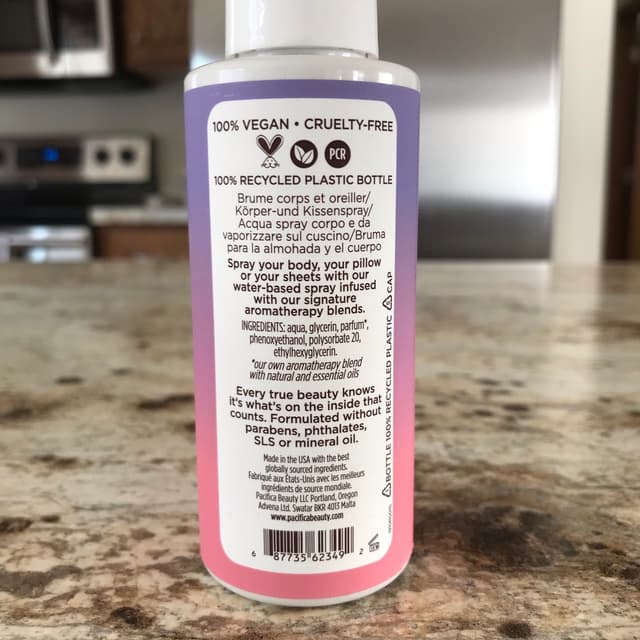 100% VEGAN • CRUELTY-FREE
PCR
100% RECYCLED PLASTIC BOTTLE
Brume corps et oreiller/
Körper-und Kissenspray/
Acqua spray corpo e da
vaporizzare sul cuscino/Bruma
para la almohada y el cuerpo
Spray your body, your pillow
or your sheets with our
water-based spray infused
with our signature
aromatherapy blends.
INGREDIENTS: aqua, glycerin, parfum*,
phenoxyethanol, polysorbate 20,
ethylhexyglycerin.
*our own aromatherapy blend
with natural and essential oils
Every true beauty knows
it's what's on the inside that
counts. Formulated without
parabens, phthalates,
SLS or mineral oil.
Made in the USA with the best
globally sourced ingredients.
Fabriqué aux États-Unis avec les meilleurs
ingrédients de source mondiale.
Pacifica Beauty LLC Portland, Oregon
Advena Ltd. Swatar BKR 4013 Malta
www.pacificabeauty.com
6 87735 62349 2
BOTTLE 100% RECYCLED PLASTIC CAP